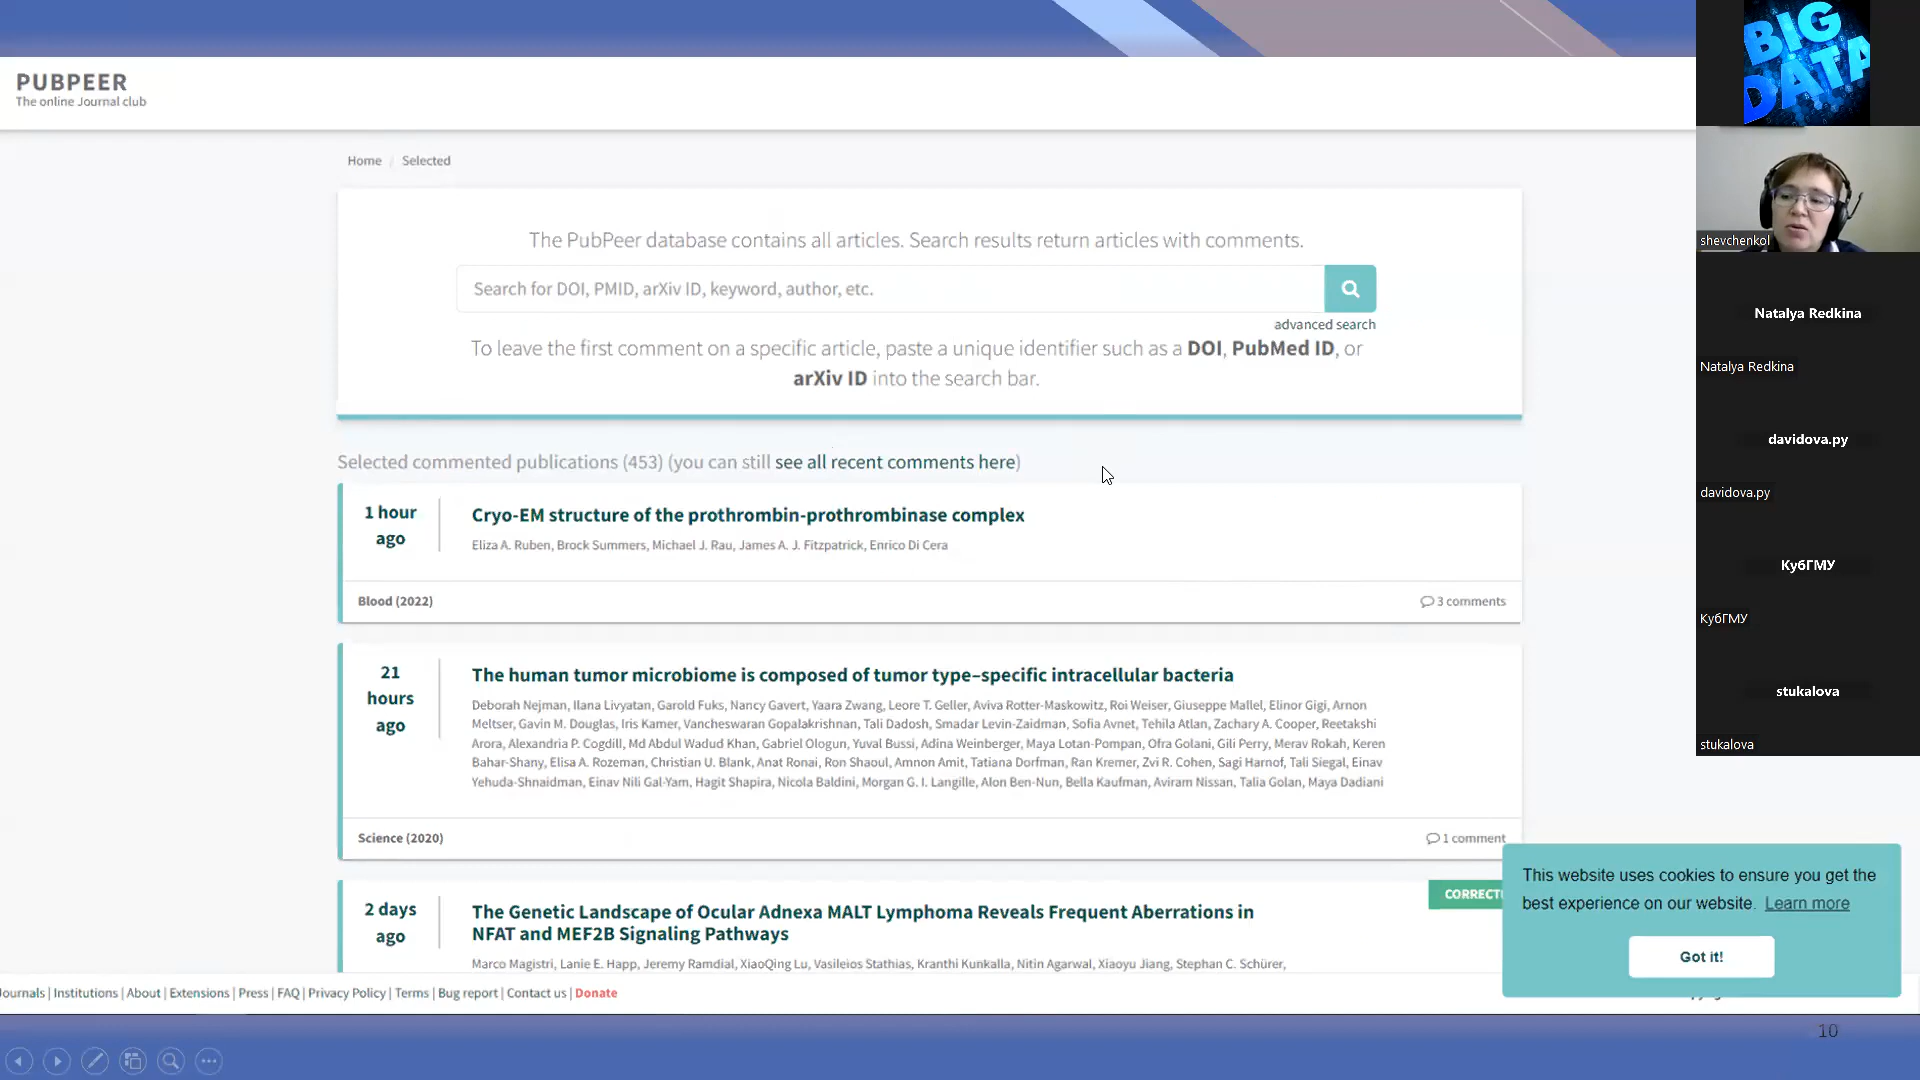 PUBPEER
The online Journal club
Home / Selected
The PubPeer database contains all articles. Search results return articles with comments.
Search for DOI, PMID, arXiv ID, keyword, author, etc.
advanced search
To leave the first comment on a specific article, paste a unique identifier such as a DOI, PubMed ID, or
arXiv ID into the search bar.
Selected commented publications (453) (you can still see all recent comments here)
1 hour
ago
Cryo-EM structure of the prothrombin-prothrombinase complex
Eliza A. Ruben, Brock Summers, Michael J. Rau, James A. J. Fitzpatrick, Enrico Di Cera
Blood (2022)
3 comments
21
hours
ago
The human tumor microbiome is composed of tumor type–specific intracellular bacteria
Deborah Nejman, Ilana Livyatan, Garold Fuks, Nancy Gavert, Yaara Zwang, Leore T. Geller, Aviva Rotter-Maskowitz, Roi Weiser, Giuseppe Mallel, Elinor Gigi, Arnon
Meltser, Gavin M. Douglas, Iris Kamer, Vancheswaran Gopalakrishnan, Tali Dadosh, Smadar Levin-Zaidman, Sofia Avnet, Tehila Atlan, Zachary A. Cooper, Reetakshi
Arora, Alexandria P. Cogdill, Md Abdul Wadud Khan, Gabriel Ologun, Yuval Bussi, Adina Weinberger, Maya Lotan-Pompan, Ofra Golani, Gili Perry, Merav Rokah, Keren
Bahar-Shany, Elisa A. Rozeman, Christian U. Blank, Anat Ronai, Ron Shaoul, Amnon Amit, Tatiana Dorfman, Ran Kremer, Zvi R. Cohen, Sagi Harnof, Tali Siegal, Einav
Yehuda-Shnaidman, Einav Nili Gal-Yam, Hagit Shapira, Nicola Baldini, Morgan G. I. Langille, Alon Ben-Nun, Bella Kaufman, Aviram Nissan, Talia Golan, Maya Dadiani
Science (2020)
1 comment
2 days
ago
The Genetic Landscape of Ocular Adnexa MALT Lymphoma Reveals Frequent Aberrations in
NFAT and MEF2B Signaling Pathways
CORRECTI
Marco Magistri, Lanie E. Happ, Jeremy Ramdial, XiaoQing Lu, Vasileios Stathias, Kranthi Kunkalla, Nitin Agarwal, Xiaoyu Jiang, Stephan C. Schürer,
ournals | Institutions | About | Extensions | Press | FAQ | Privacy Policy | Terms | Bug report | Contact us | Donate
This website uses cookies to ensure you get the
best experience on our website. Learn more
Got it!
10
BIG
DATA
shevchenkol
Natalya Redkina
Natalya Redkina
davidova.ру
davidova.ру
КубГМУ
КубГМУ
stukalova
stukalova